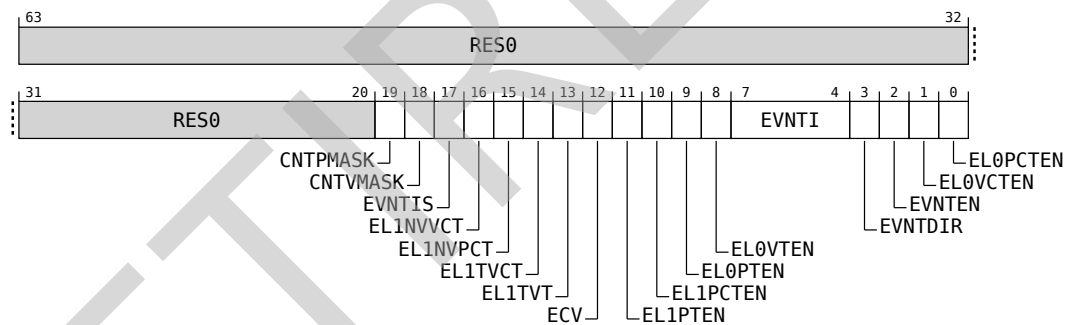 63 32
RES0
31 20 19 18 17 16 15 14 13 12 11 10 9 8 7 4 3 2 1 0
RES0 EVNTI
CNTPMASK EL0PCTEN
CNTVMASK EL0VCTEN
EVNTIS EVNTEN
EL1NVVCT EVNTDIR
EL1NVPCT EL0VTEN
EL1TVCT EL0PTEN
EL1TVT EL1PCTEN
ECV EL1PTEN